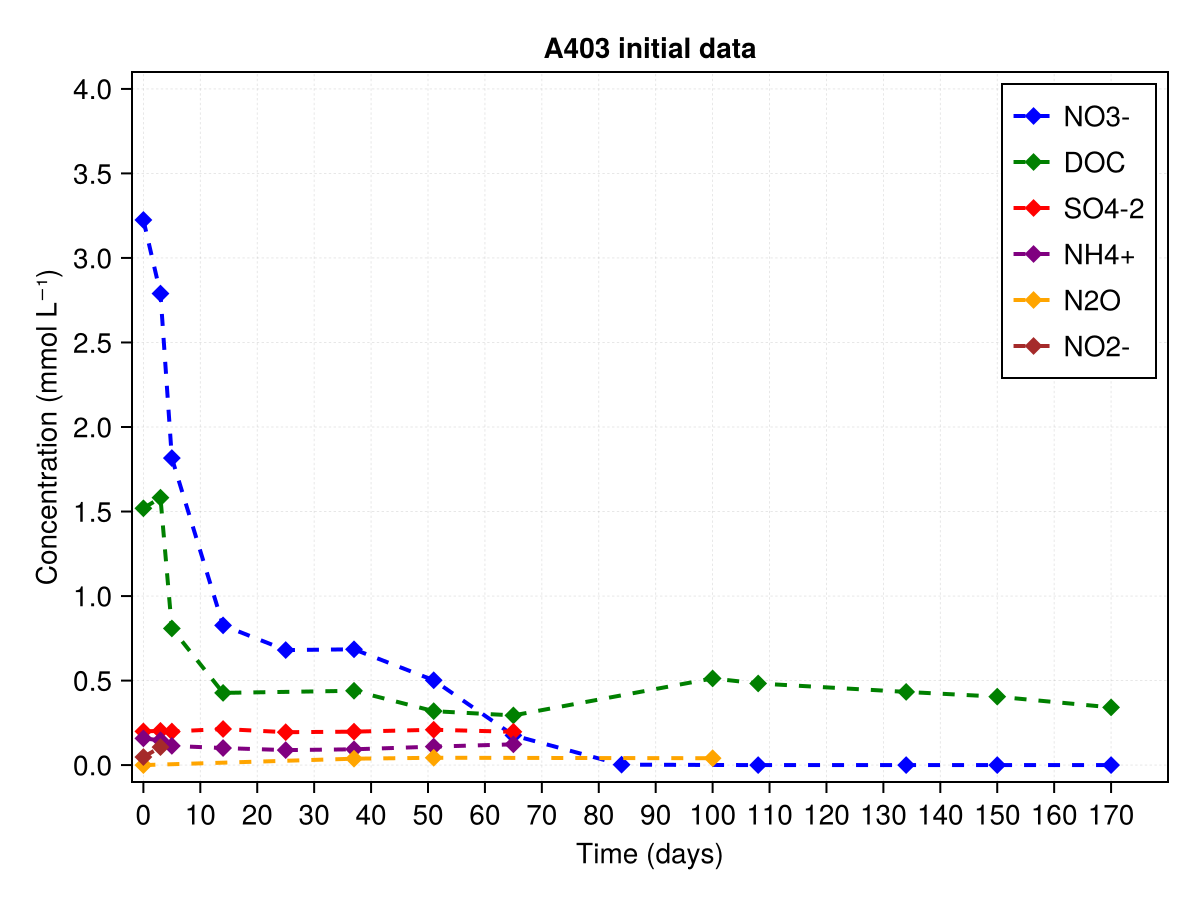 A403 initial data
4.0
3.5
3.0
2.5
2.0
1.5
1.0
0.5
0.0
Concentration (mmol L⁻¹)
NO3-
DOC
SO4-2
NH4+
N2O
NO2-
0 10 20 30 40 50 60 70 80 90 100 110 120 130 140 150 160 170
Time (days)